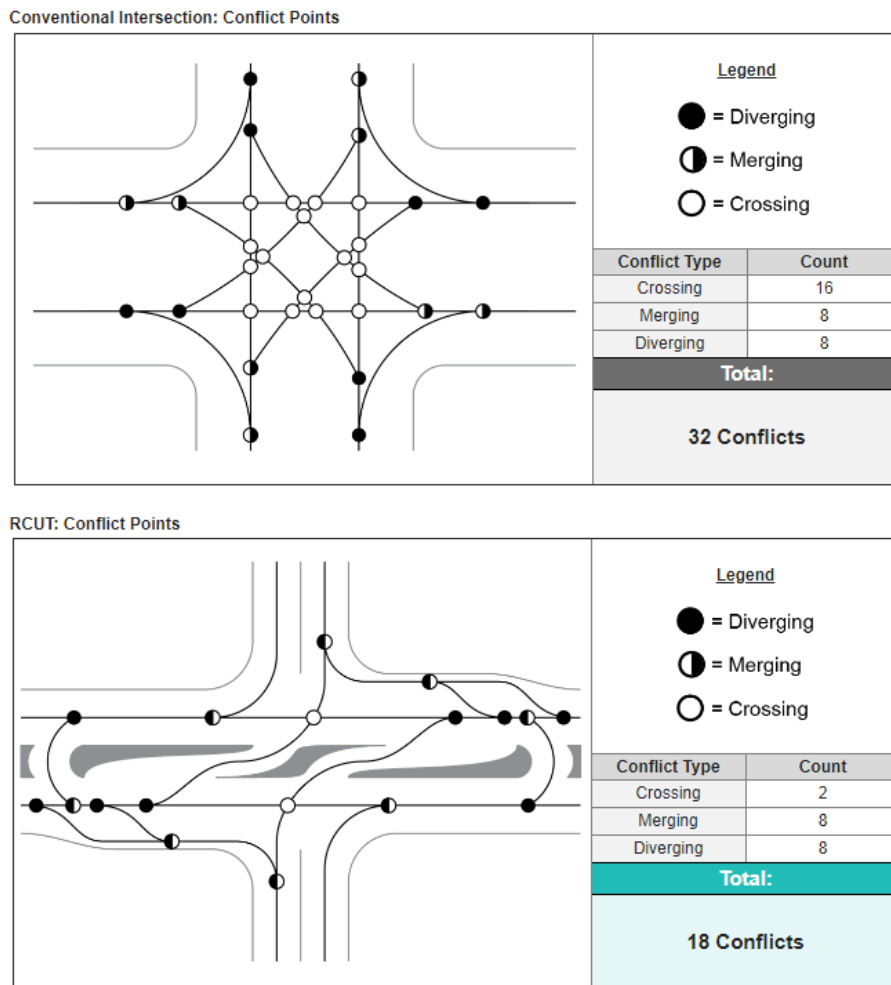 Conventional Intersection: Conflict Points
Legend
= Diverging
= Merging
= Crossing
Conflict Type Count
Crossing 16
Merging 8
Diverging 8
Total:
32 Conflicts
RCUT: Conflict Points
Legend
= Diverging
= Merging
= Crossing
Conflict Type Count
Crossing 2
Merging 8
Diverging 8
Total:
18 Conflicts